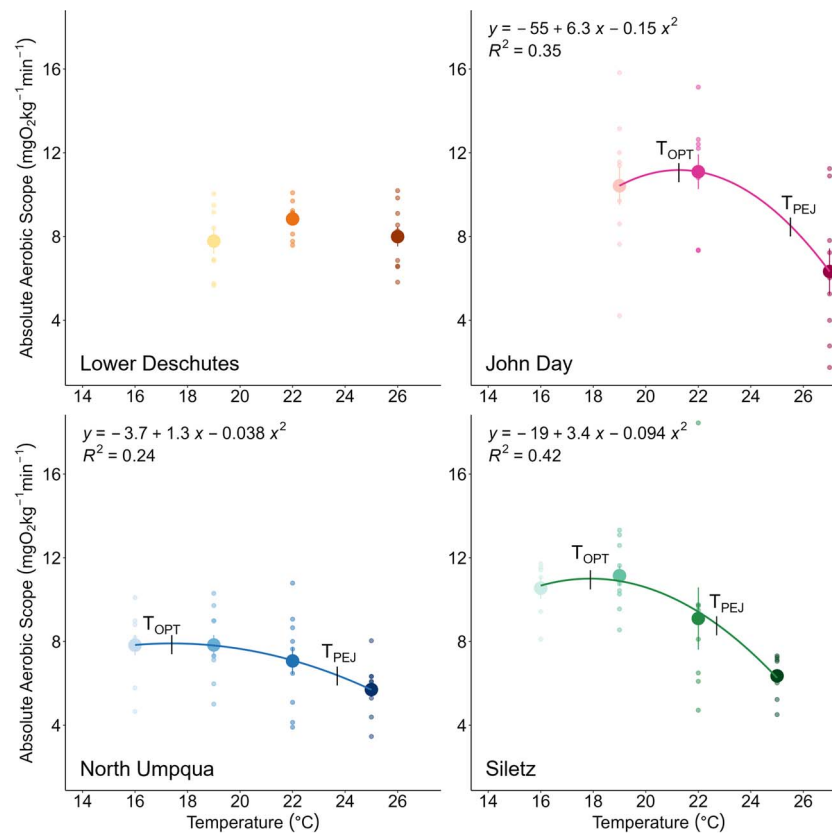 y = − 55 + 6.3 x − 0.15 x²
R² = 0.35
Absolute Aerobic Scope (mgO₂kg⁻¹min⁻¹)
16
12
8
4
16
12
8
4
T_OPT
T_PEJ
Lower Deschutes
John Day
14 16 18 20 22 24 26
14 16 18 20 22 24 26
y = − 3.7 + 1.3 x − 0.038 x²
R² = 0.24
y = − 19 + 3.4 x − 0.094 x²
R² = 0.42
Absolute Aerobic Scope (mgO₂kg⁻¹min⁻¹)
16
12
8
4
16
12
8
4
T_OPT
T_PEJ
T_OPT
T_PEJ
North Umpqua
Siletz
14 16 18 20 22 24 26
14 16 18 20 22 24 26
Temperature (°C)
Temperature (°C)